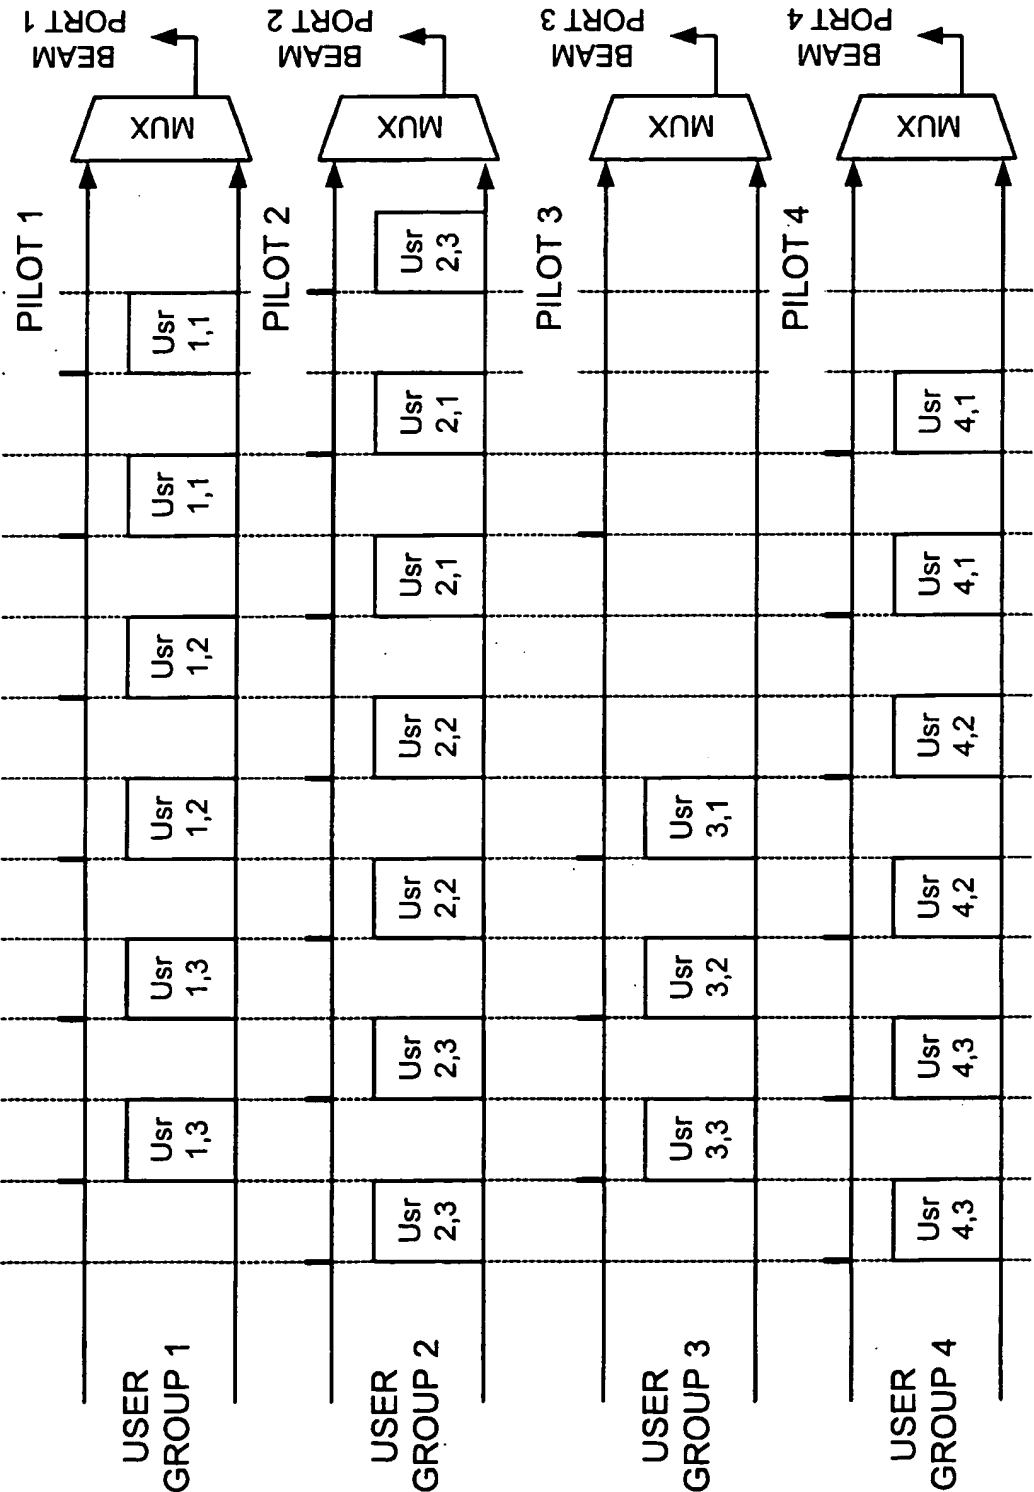 USER
GROUP 1
Usr
1,3
Usr
1,3
Usr
1,2
Usr
1,2
Usr
1,1
Usr
1,1
PILOT 1
MUX
BEAM
PORT 1
USER
GROUP 2
Usr
2,3
Usr
2,3
Usr
2,2
Usr
2,2
Usr
2,1
Usr
2,1
Usr
2,3
PILOT 2
MUX
BEAM
PORT 2
USER
GROUP 3
Usr
3,3
Usr
3,2
Usr
3,1
PILOT 3
MUX
BEAM
PORT 3
USER
GROUP 4
Usr
4,3
Usr
4,3
Usr
4,2
Usr
4,2
Usr
4,1
Usr
4,1
PILOT 4
MUX
BEAM
PORT 4